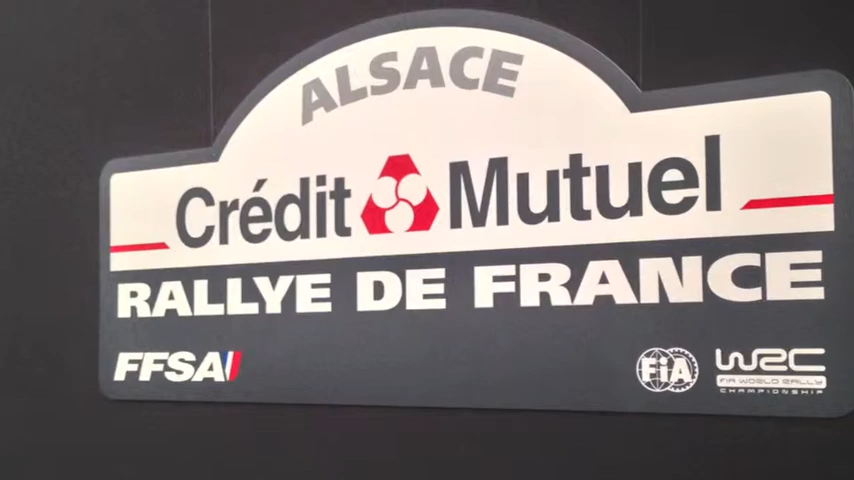 ALSACE
Crédit Mutuel
RALLYE DE FRANCE
FFSA
FiA
WRC
FIA WORLD RALLY
CHAMPIONSHIP